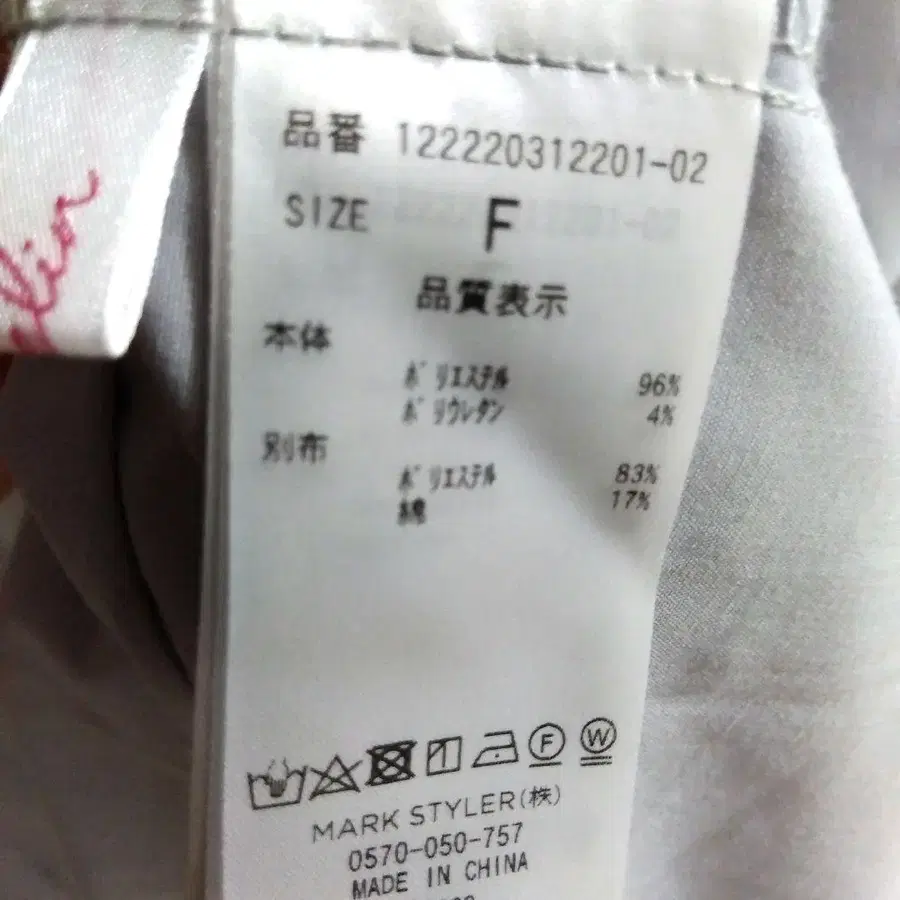 品番 122220312201-02
SIZE F
品質表示
本体
ポリエステル 96%
ポリウレタン 4%
別布
ポリエステル 83%
綿 17%
F W
MARK STYLER(株)
0570-050-757
MADE IN CHINA